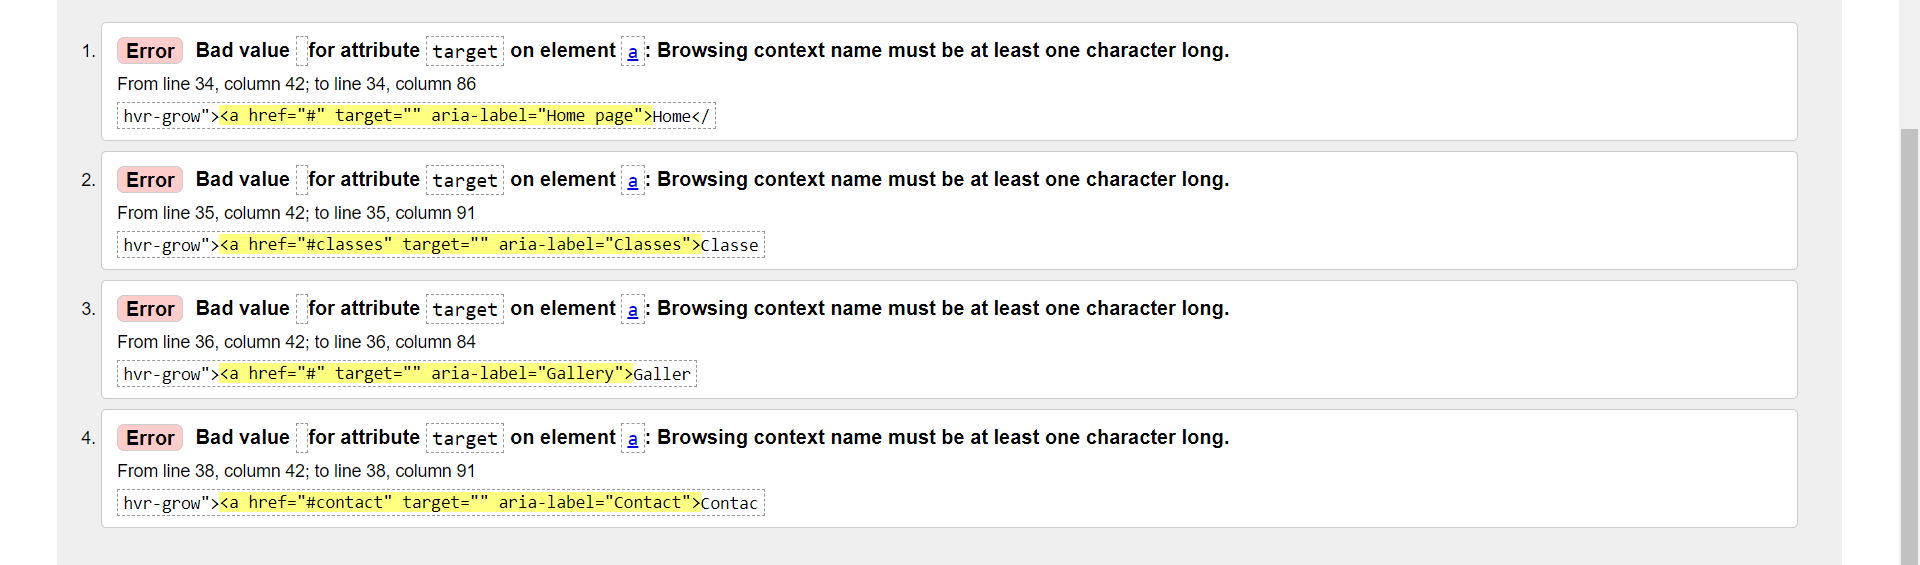 1. Error Bad value for attribute target on element a: Browsing context name must be at least one character long.
From line 34, column 42; to line 34, column 86
hvr-grow"><a href="#" target="" aria-label="Home page">Home</
2. Error Bad value for attribute target on element a: Browsing context name must be at least one character long.
From line 35, column 42; to line 35, column 91
hvr-grow"><a href="#classes" target="" aria-label="Classes">Classe
3. Error Bad value for attribute target on element a: Browsing context name must be at least one character long.
From line 36, column 42; to line 36, column 84
hvr-grow"><a href="#" target="" aria-label="Gallery">Galler
4. Error Bad value for attribute target on element a: Browsing context name must be at least one character long.
From line 38, column 42; to line 38, column 91
hvr-grow"><a href="#contact" target="" aria-label="Contact">Contac